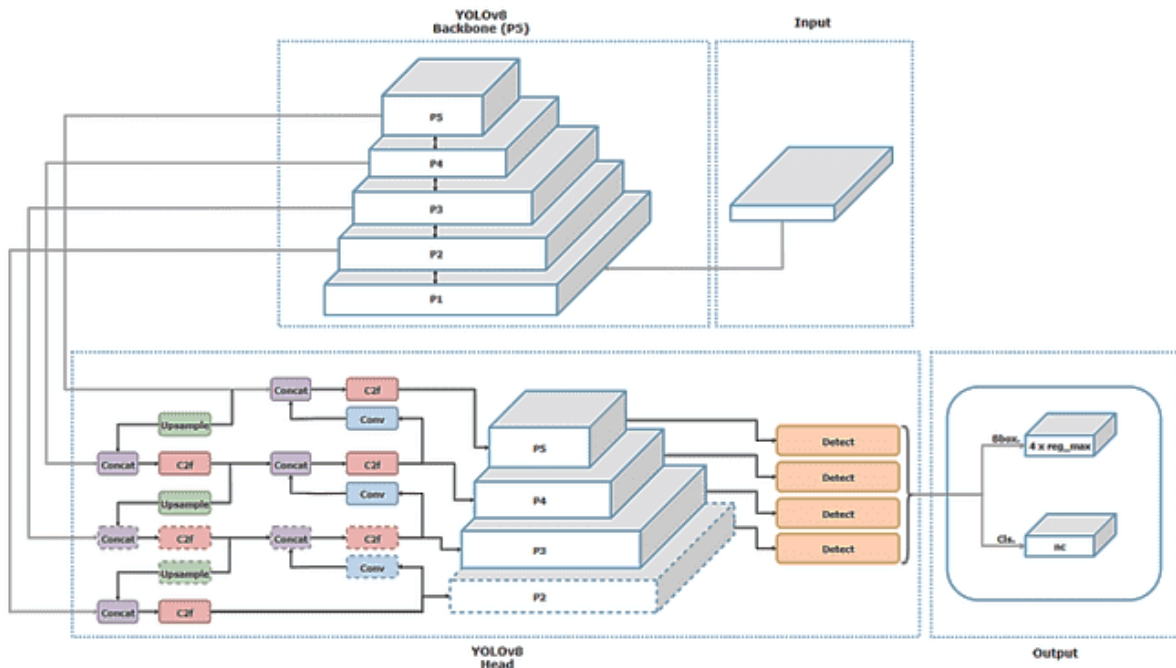 YOLOv8
Backbone (P5)
Input
P5
P4
P3
P2
P1
Concat
C2f
Upsample
Conv
P5
Detect
Bbox.
4 x reg_max
Concat
C2f
Concat
C2f
P4
Detect
Upsample
Conv
Detect
Concat
C2f
Concat
C2f
P3
Detect
Cls.
nc
Upsample
Conv
Concat
C2f
P2
YOLOv8
Head
Output